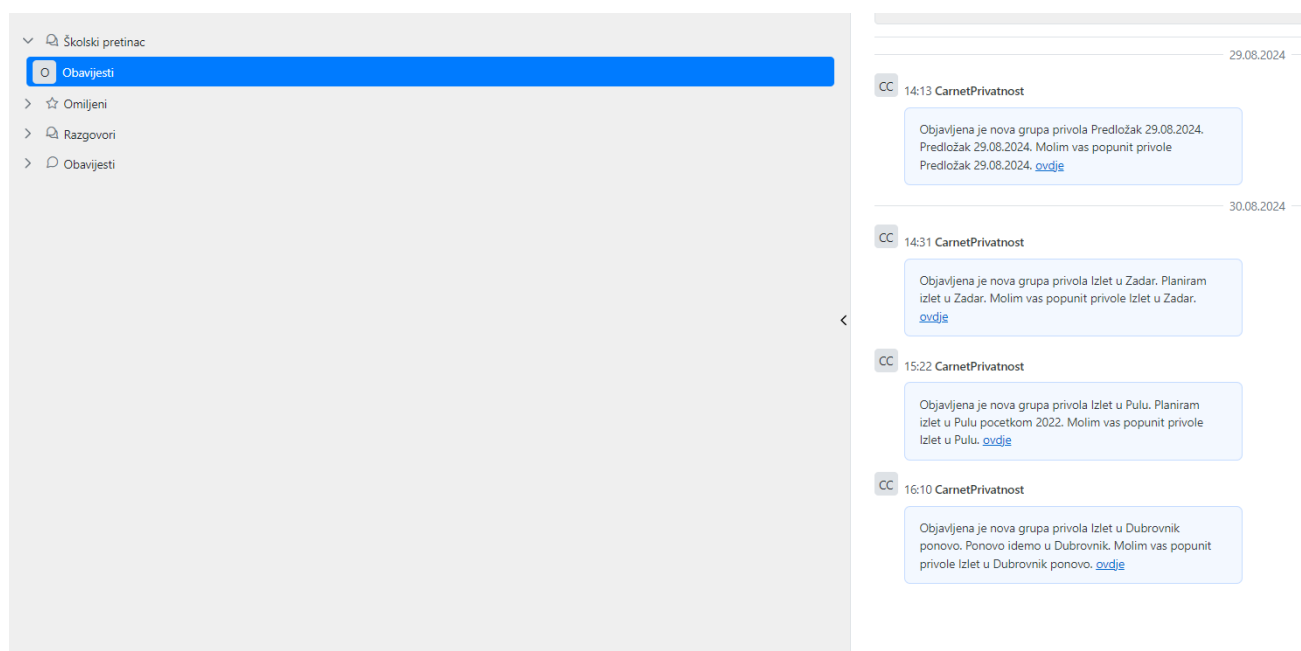 Školski pretinac
O Obavijesti
Omiljeni
Razgovori
Obavijesti
29.08.2024
CC 14:13 CarnetPrivatnost
Objavljena je nova grupa privola Predložak 29.08.2024.
Predložak 29.08.2024. Molim vas popunit privole
Predložak 29.08.2024. ovdje
30.08.2024
CC 14:31 CarnetPrivatnost
Objavljena je nova grupa privola Izlet u Zadar. Planiram
izlet u Zadar. Molim vas popunit privole Izlet u Zadar.
ovdje
CC 15:22 CarnetPrivatnost
Objavljena je nova grupa privola Izlet u Pulu. Planiram
izlet u Pulu pocetkom 2022. Molim vas popunit privole
Izlet u Pulu. ovdje
CC 16:10 CarnetPrivatnost
Objavljena je nova grupa privola Izlet u Dubrovnik
ponovo. Ponovo idemo u Dubrovnik. Molim vas popunit
privole Izlet u Dubrovnik ponovo. ovdje